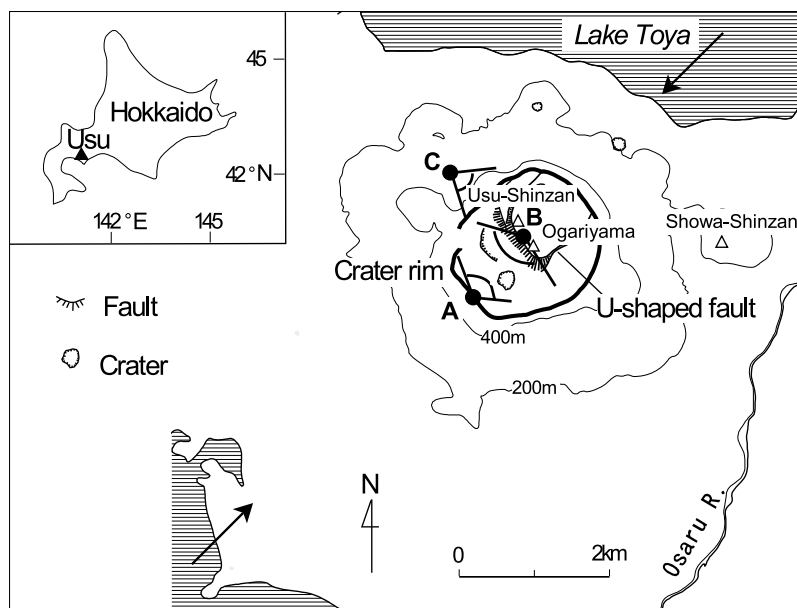 Lake Toya
45
Hokkaido
Usu
42°N
142°E
145
C
Usu-Shinzan
B
Ogariyama
Showa-Shinzan
Crater rim
A
U-shaped fault
Fault
400m
Crater
200m
N
Osaru R.
0
2km